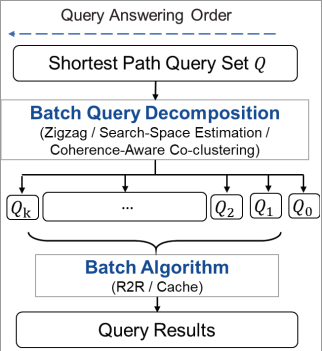 Query Answering Order
Shortest Path Query Set Q
Batch Query Decomposition
(Zigzag / Search-Space Estimation /
Coherence-Aware Co-clustering)
Qk ... Q2 Q1 Q0
Batch Algorithm
(R2R / Cache)
Query Results